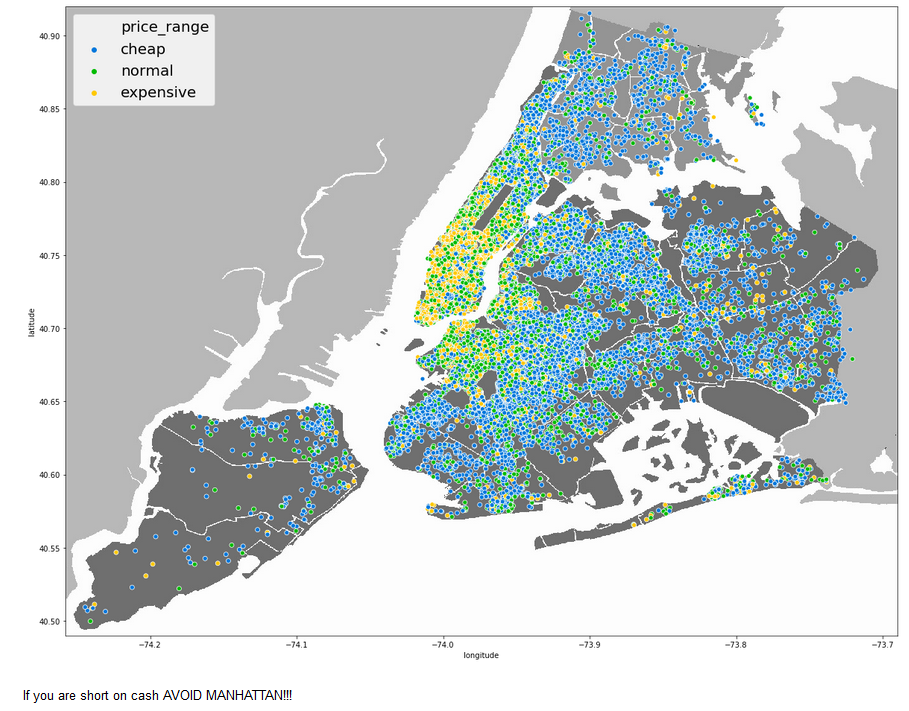 price_range
cheap
normal
expensive
40.90
40.85
40.80
40.75
40.70
40.65
40.60
40.55
40.50
latitude
−74.2
−74.1
−74.0
−73.9
−73.8
−73.7
longitude
If you are short on cash AVOID MANHATTAN!!!